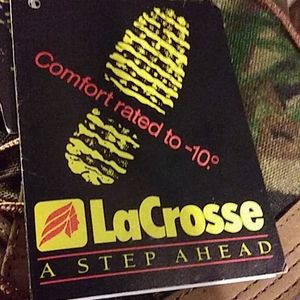 Comfort rated to -10°
LaCrosse
A STEP AHEAD